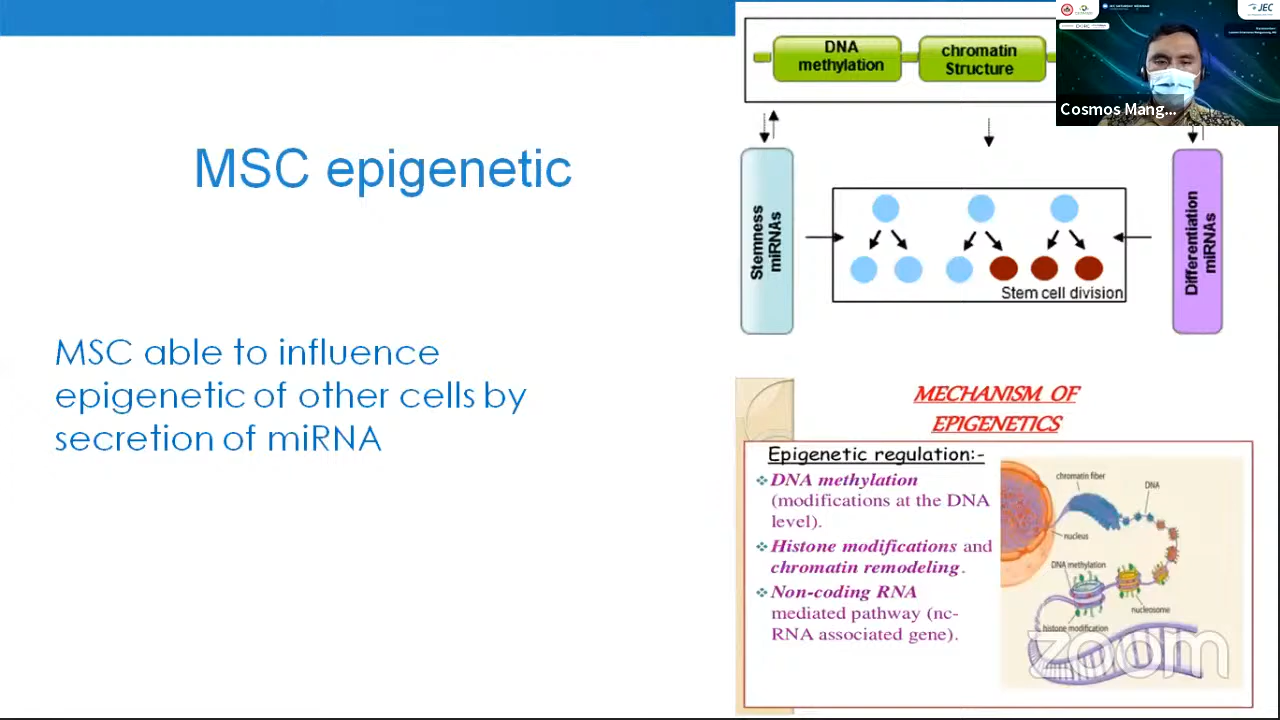 MSC epigenetic
MSC able to influence
epigenetic of other cells by
secretion of miRNA
DNA
methylation
chromatin
Structure
JEC
Cosmos Mang...
Stemness
miRNAs
Stem cell division
Differentiation
miRNAs
MECHANISM OF
EPIGENETICS
Epigenetic regulation:-
DNA methylation
(modifications at the DNA
level).
Histone modifications and
chromatin remodeling.
Non-coding RNA
mediated pathway (nc-
RNA associated gene).
chromatin fiber
DNA
nucleus
DNA methylation
nucleosome
histone modification
zoom